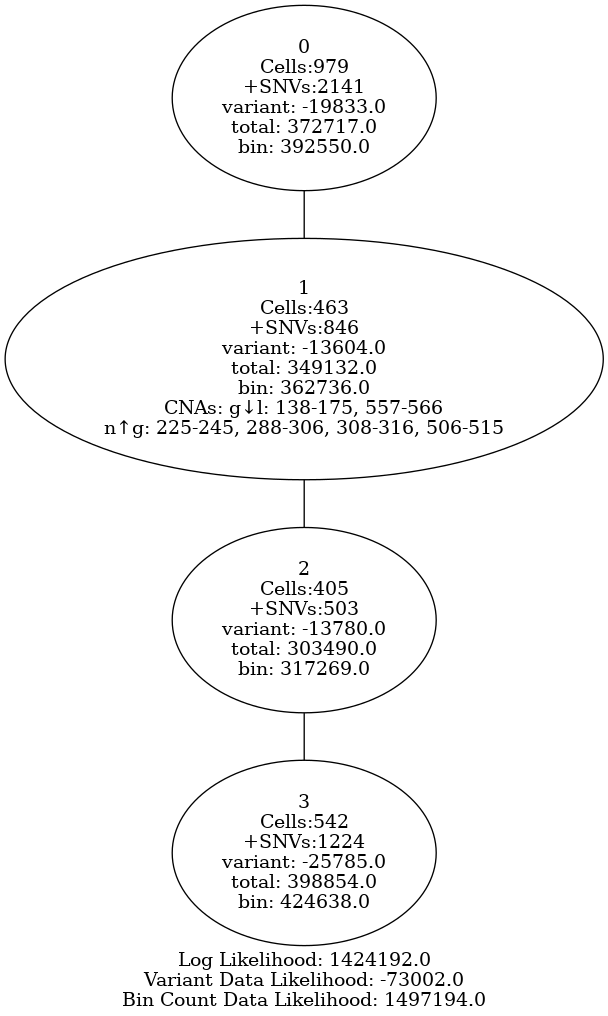 0
Cells:979
+SNVs:2141
variant: -19833.0
total: 372717.0
bin: 392550.0
1
Cells:463
+SNVs:846
variant: -13604.0
total: 349132.0
bin: 362736.0
CNAs: g↓l: 138-175, 557-566
n↑g: 225-245, 288-306, 308-316, 506-515
2
Cells:405
+SNVs:503
variant: -13780.0
total: 303490.0
bin: 317269.0
3
Cells:542
+SNVs:1224
variant: -25785.0
total: 398854.0
bin: 424638.0
Log Likelihood: 1424192.0
Variant Data Likelihood: -73002.0
Bin Count Data Likelihood: 1497194.0